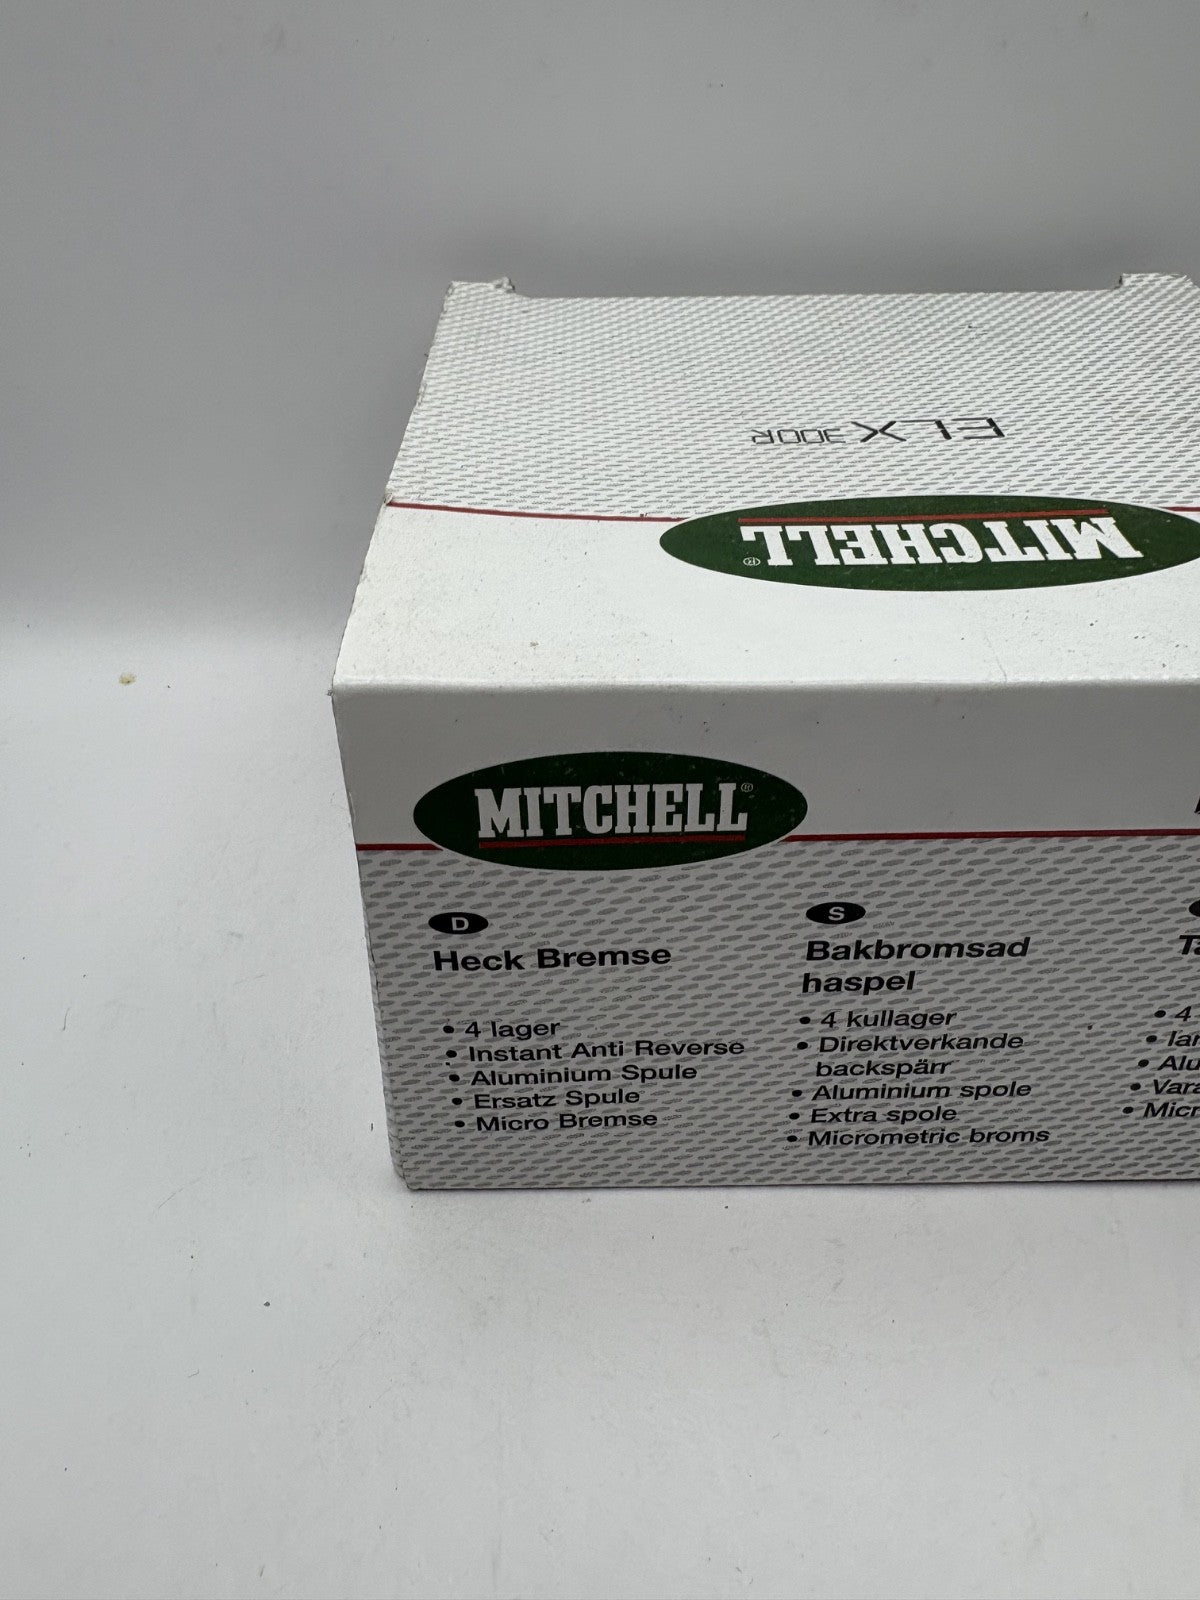 ELX 300R
MITCHELL®
MITCHELL®
D
Heck Bremse
• 4 lager
• Instant Anti Reverse
• Aluminium Spule
• Ersatz Spule
• Micro Bremse
S
Bakbromsad
haspel
• 4 kullager
• Direktverkande
backspärr
• Aluminium spole
• Extra spole
• Micrometric broms
• 4